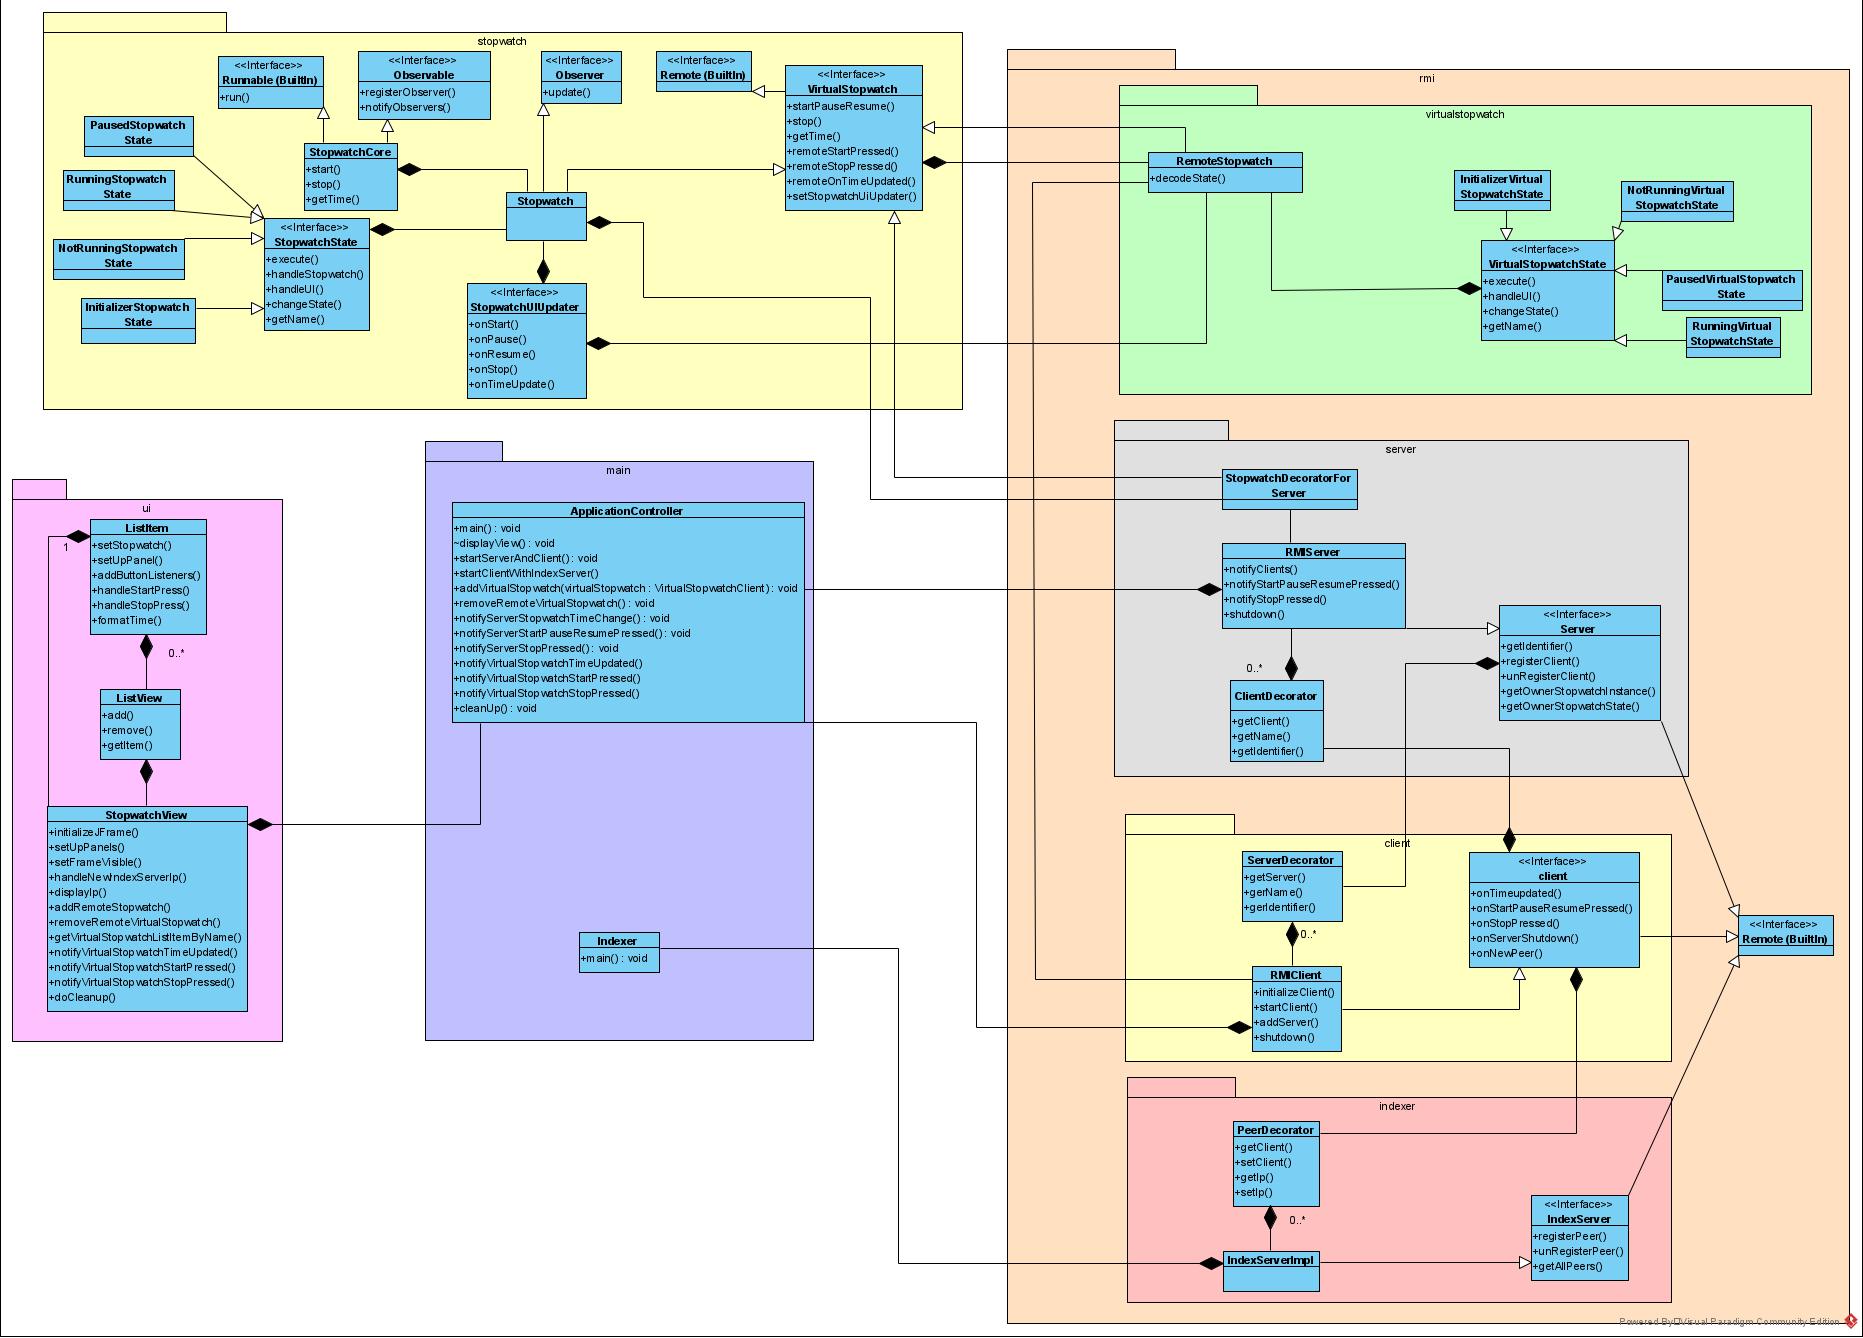 stopwatch
<<Interface>>
Runnable (BuiltIn)
+run()
<<Interface>>
Observable
+registerObserver()
+notifyObservers()
<<Interface>>
Observer
+update()
<<Interface>>
Remote (BuiltIn)
<<Interface>>
VirtualStopwatch
+startPauseResume()
+stop()
+getTime()
+remoteStartPressed()
+remoteStopPressed()
+remoteOnTimeUpdated()
+setStopwatchUiUpdater()
PausedStopwatch
State
RunningStopwatch
State
NotRunningStopwatch
State
InitializerStopwatch
State
StopwatchCore
+start()
+stop()
+getTime()
<<Interface>>
StopwatchState
+execute()
+handleStopwatch()
+handleUI()
+changeState()
+getName()
Stopwatch
<<Interface>>
StopwatchUIUpdater
+onStart()
+onPause()
+onResume()
+onStop()
+onTimeUpdate()
rmi
virtualstopwatch
RemoteStopwatch
+decodeState()
InitializerVirtual
StopwatchState
NotRunningVirtual
StopwatchState
<<Interface>>
VirtualStopwatchState
+execute()
+handleUI()
+changeState()
+getName()
PausedVirtualStopwatch
State
RunningVirtual
StopwatchState
ui
ListItem
+setStopwatch()
+setUpPanel()
+addButtonListeners()
+handleStartPress()
+handleStopPress()
+formatTime()
1
0..*
ListView
+add()
+remove()
+getItem()
StopwatchView
+initializeJFrame()
+setUpPanels()
+setFrameVisible()
+handleNewIndexServerIp()
+displayIp()
+addRemoteStopwatch()
+removeRemoteVirtualStopwatch()
+getVirtualStopwatchListItemByName()
+notifyVirtualStopwatchTimeUpdated()
+notifyVirtualStopwatchStartPressed()
+notifyVirtualStopwatchStopPressed()
+doCleanup()
main
ApplicationController
+main() : void
~displayView() : void
+startServerAndClient() : void
+startClientWithIndexServer()
+addVirtualStopwatch(virtualStopwatch : VirtualStopwatchClient) : void
+removeRemoteVirtualStopwatch() : void
+notifyServerStopwatchTimeChange() : void
+notifyServerStartPauseResumePressed() : void
+notifyServerStopPressed() : void
+notifyVirtualStopwatchTimeUpdated()
+notifyVirtualStopwatchStartPressed()
+notifyVirtualStopwatchStopPressed()
+cleanUp() : void
Indexer
+main() : void
server
StopwatchDecoratorFor
Server
RMIServer
+notifyClients()
+notifyStartPauseResumePressed()
+notifyStopPressed()
+shutdown()
0..*
ClientDecorator
+getClient()
+getName()
+getIdentifier()
<<Interface>>
Server
+getIdentifier()
+registerClient()
+unRegisterClient()
+getOwnerStopwatchInstance()
+getOwnerStopwatchState()
client
ServerDecorator
+getServer()
+gerName()
+gerIdentifier()
0..*
RMIClient
+initializeClient()
+startClient()
+addServer()
+shutdown()
<<Interface>>
client
+onTimeupdated()
+onStartPauseResumePressed()
+onStopPressed()
+onServerShutdown()
+onNewPeer()
<<Interface>>
Remote (BuiltIn)
indexer
PeerDecorator
+getClient()
+setClient()
+getIp()
+setIp()
0..*
IndexServerImpl
<<Interface>>
IndexServer
+registerPeer()
+unRegisterPeer()
+getAllPeers()
Powered By Visual Paradigm Community Edition